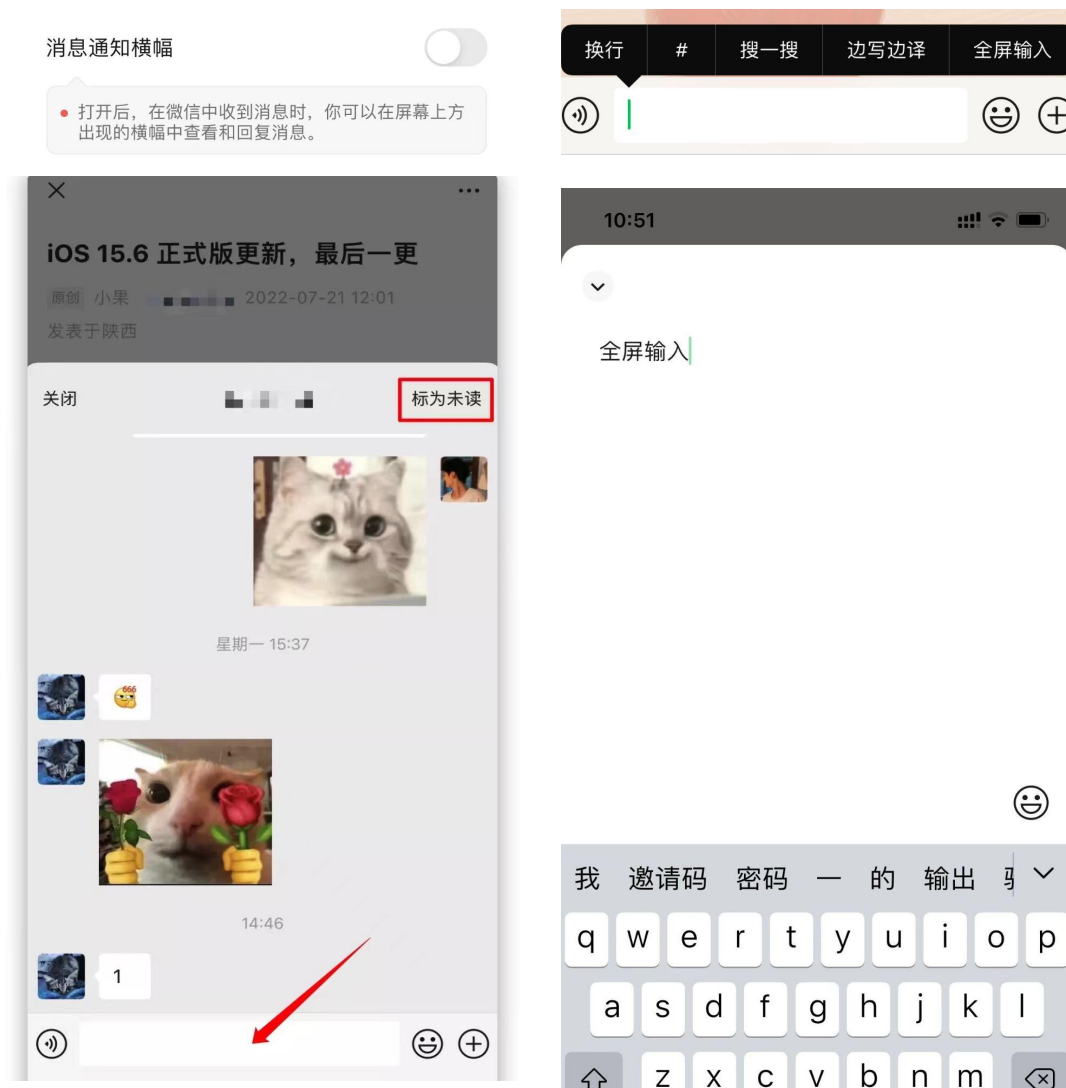 消息通知横幅
打开后，在微信中收到消息时，你可以在屏幕上方
出现的横幅中查看和回复消息。
iOS 15.6 正式版更新，最后一更
原创 小果 2022-07-21 12:01
发表于陕西
关闭 标为未读
星期一 15:37
666
14:46
1
换行 # 搜一搜 边写边译 全屏输入
10:51
全屏输入
我 邀请码 密码 一 的 输出
q w e r t y u i o p
a s d f g h j k l
z x c v b n m